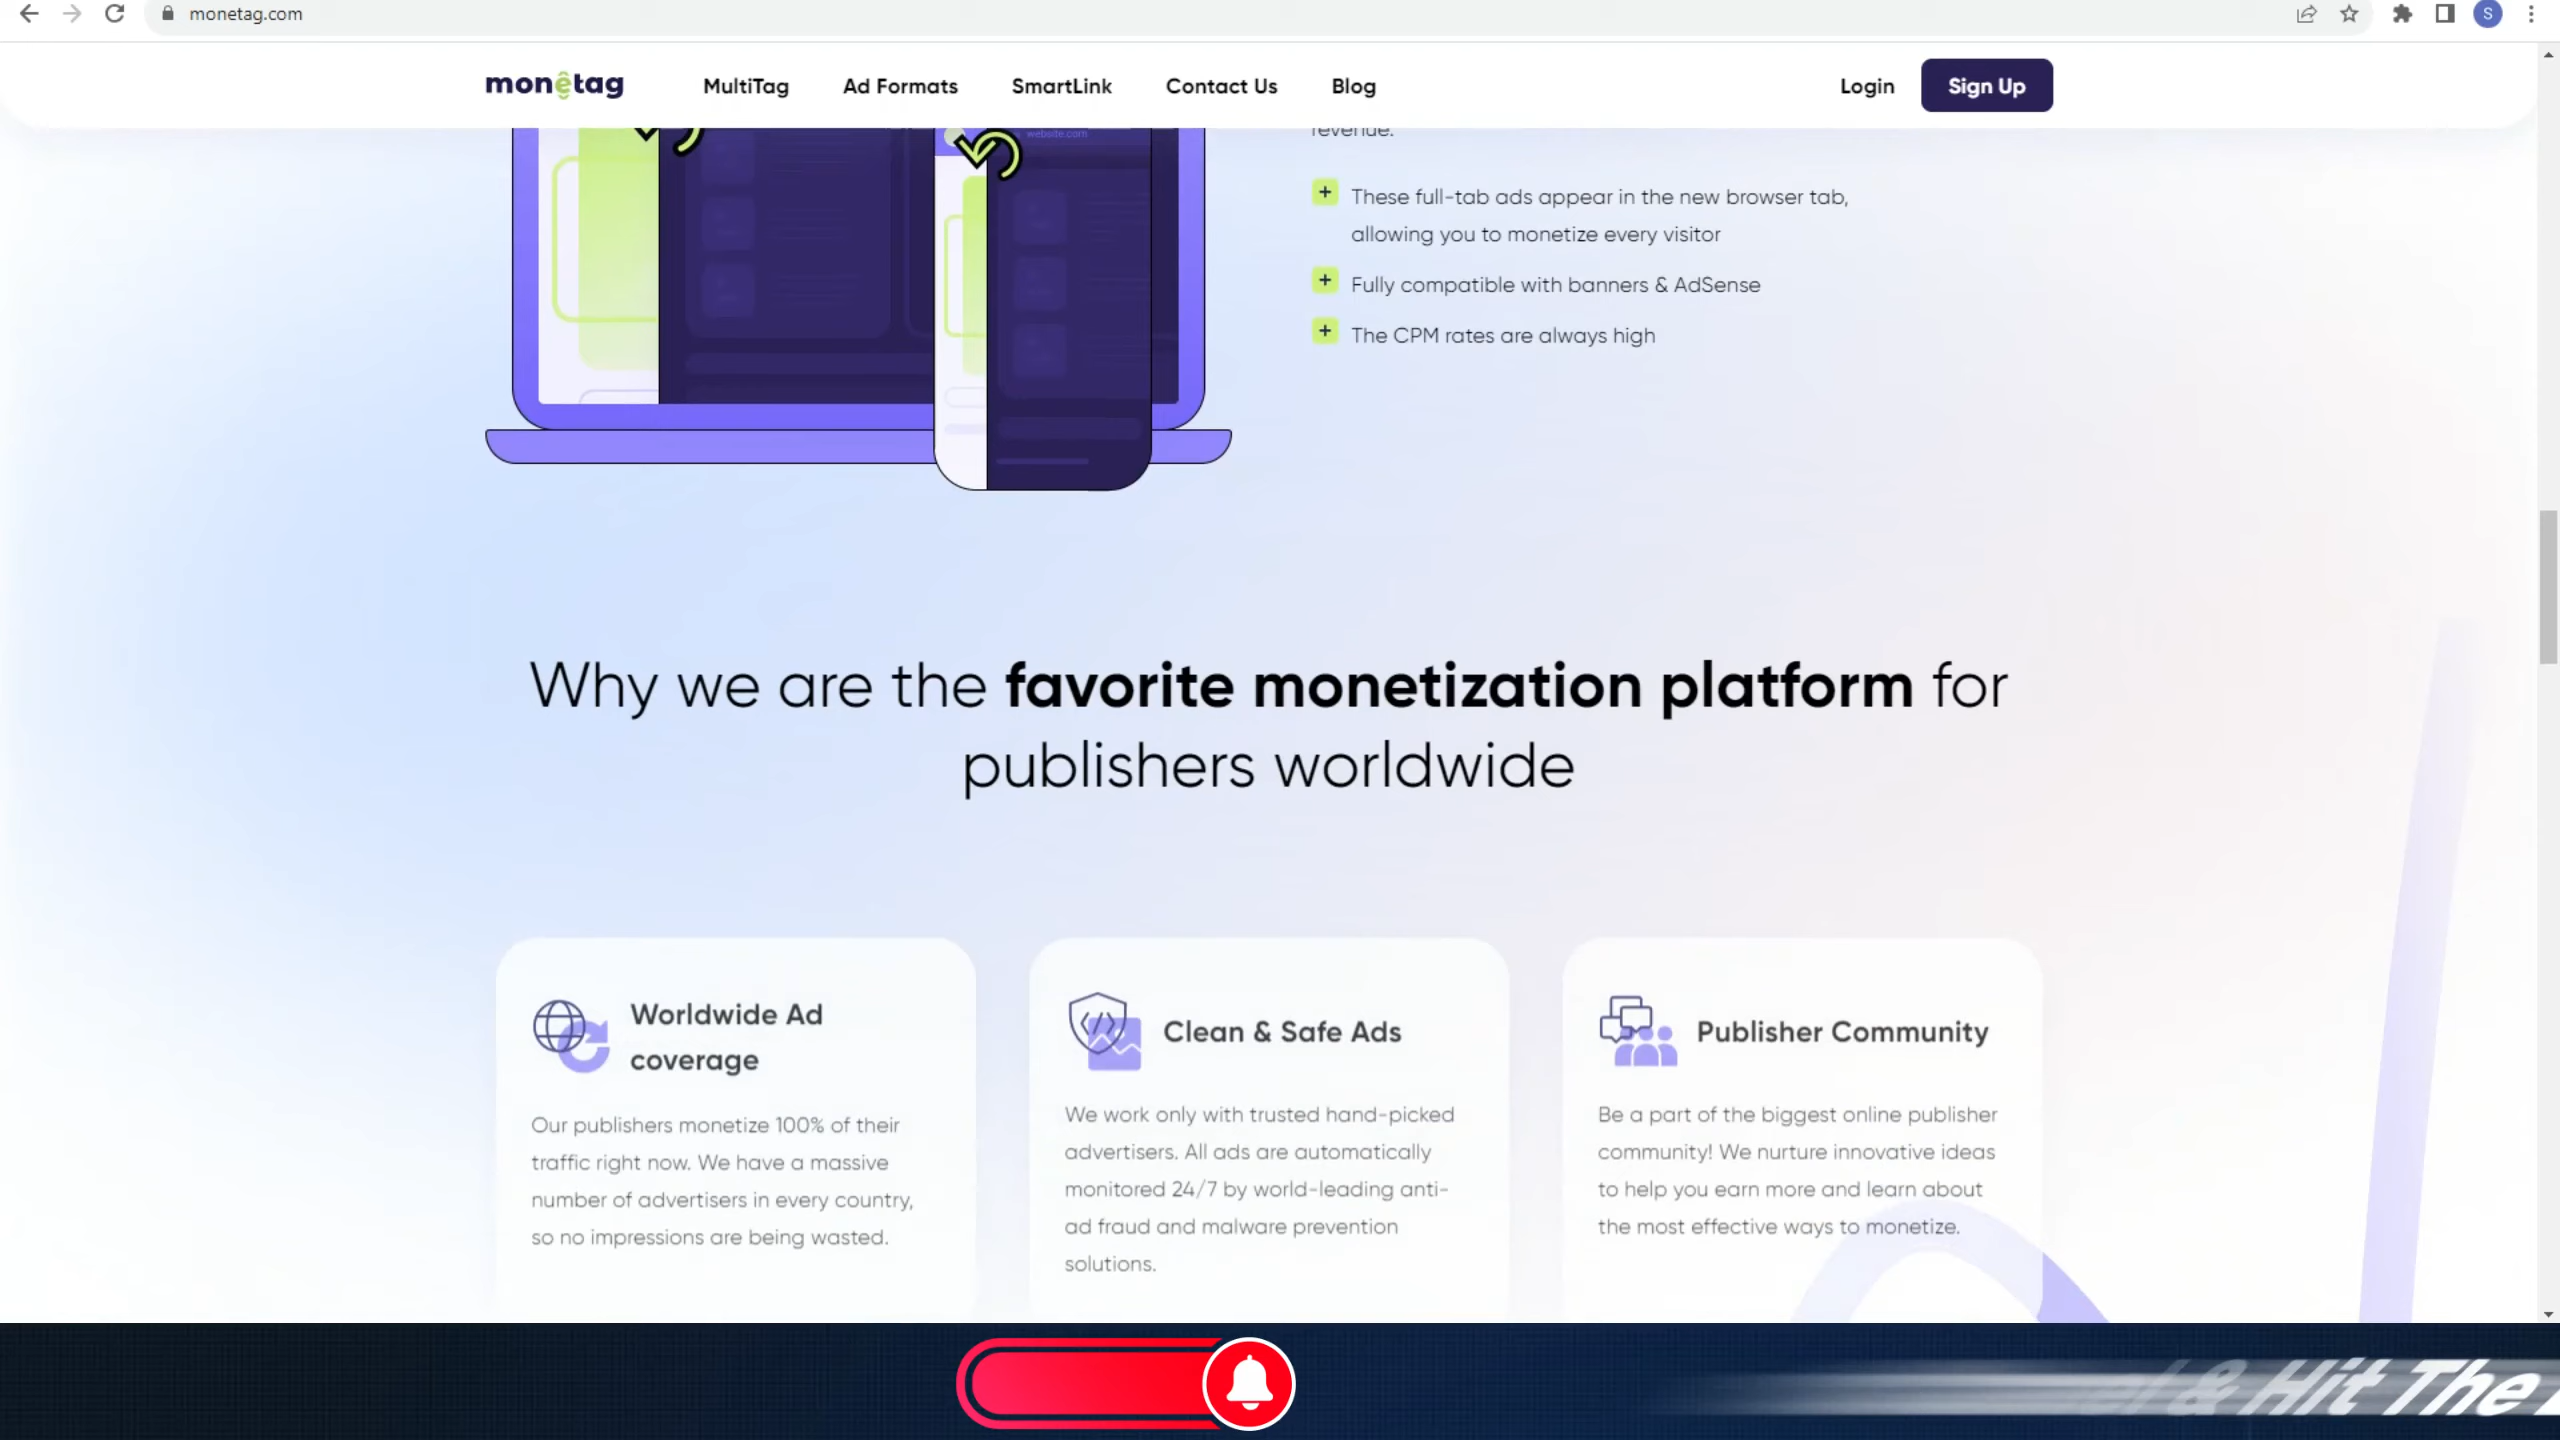 monetag.com
S
monetag
MultiTag
Ad Formats
SmartLink
Contact Us
Blog
Login
Sign Up
website.com
revenue.
These full-tab ads appear in the new browser tab,
allowing you to monetize every visitor
Fully compatible with banners & AdSense
The CPM rates are always high
Why we are the favorite monetization platform for
publishers worldwide
Worldwide Ad
coverage
Our publishers monetize 100% of their
traffic right now. We have a massive
number of advertisers in every country,
so no impressions are being wasted.
Clean & Safe Ads
We work only with trusted hand-picked
advertisers. All ads are automatically
monitored 24/7 by world-leading anti-
ad fraud and malware prevention
solutions.
Publisher Community
Be a part of the biggest online publisher
community! We nurture innovative ideas
to help you earn more and learn about
the most effective ways to monetize.
& Hit The